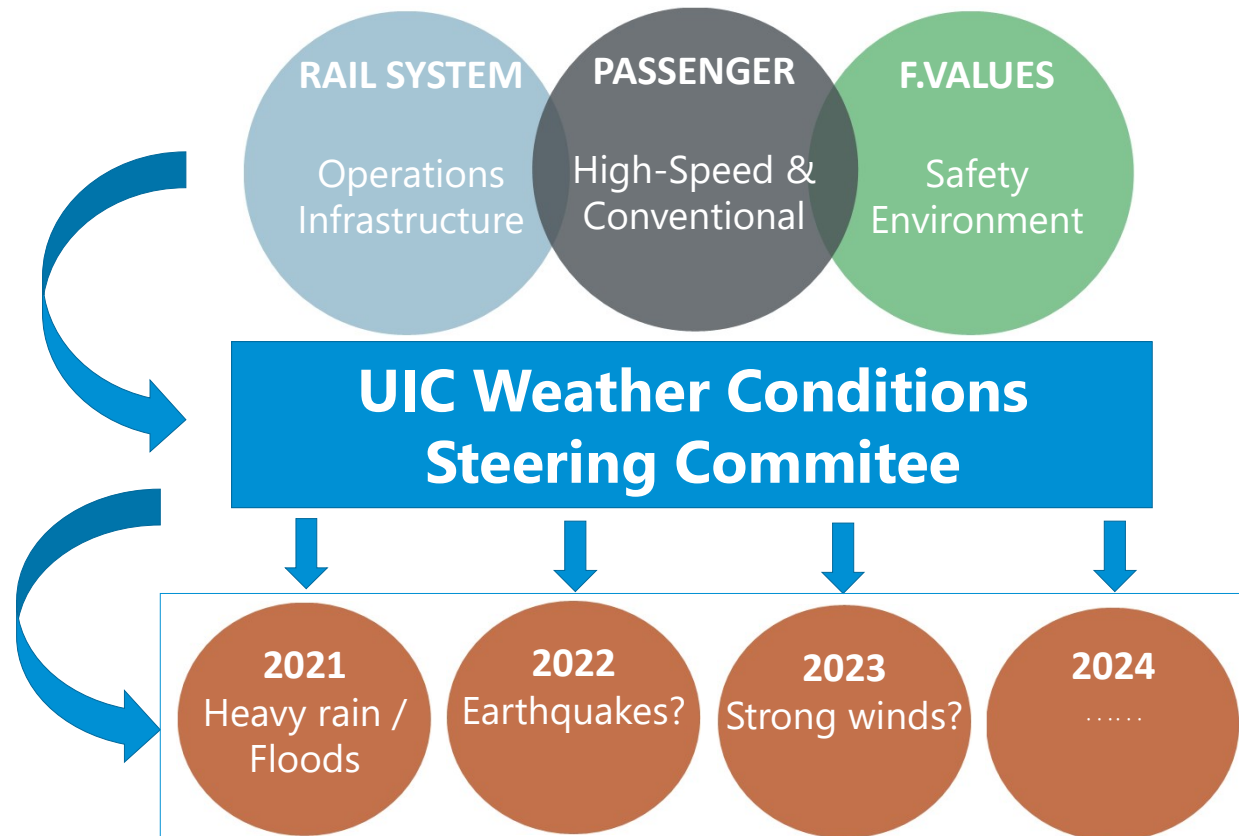 RAIL SYSTEM
Operations
Infrastructure
PASSENGER
High-Speed &
Conventional
F.VALUES
Safety
Environment
UIC Weather Conditions
Steering Commitee
2021
Heavy rain /
Floods
2022
Earthquakes?
2023
Strong winds?
2024
......